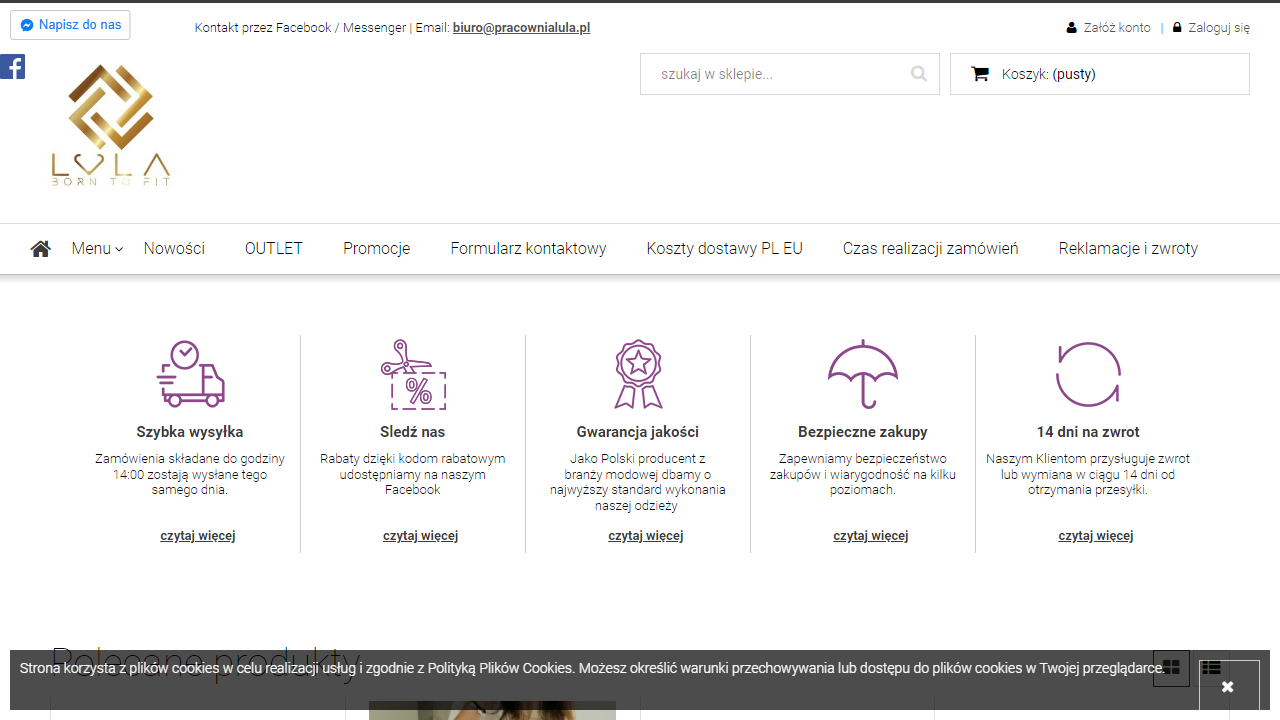 Napisz do nas
Kontakt przez Facebook / Messenger | Email: biuro@pracownialula.pl
Załóż konto | Zaloguj się
LULA
BORN TO FIT
szukaj w sklepie...
Koszyk: (pusty)
Menu Nowości OUTLET Promocje Formularz kontaktowy Koszty dostawy PL EU Czas realizacji zamówień Reklamacje i zwroty
Szybka wysyłka
Zamówienia składane do godziny
14:00 zostają wysłane tego
samego dnia.
czytaj więcej
%
Sledź nas
Rabaty dzięki kodom rabatowym
udostępniamy na naszym
Facebook
czytaj więcej
Gwarancja jakości
Jako Polski producent z
branży modowej dbamy o
najwyższy standard wykonania
naszej odzieży
czytaj więcej
Bezpieczne zakupy
Zapewniamy bezpieczeństwo
zakupów i wiarygodność na kilku
poziomach.
czytaj więcej
14 dni na zwrot
Naszym Klientom przysługuje zwrot
lub wymiana w ciągu 14 dni od
otrzymania przesyłki.
czytaj więcej
Polecane produkty
Strona korzysta z plików cookies w celu realizacji usług i zgodnie z Polityką Plików Cookies. Możesz określić warunki przechowywania lub dostępu do plików cookies w Twojej przeglądarce.